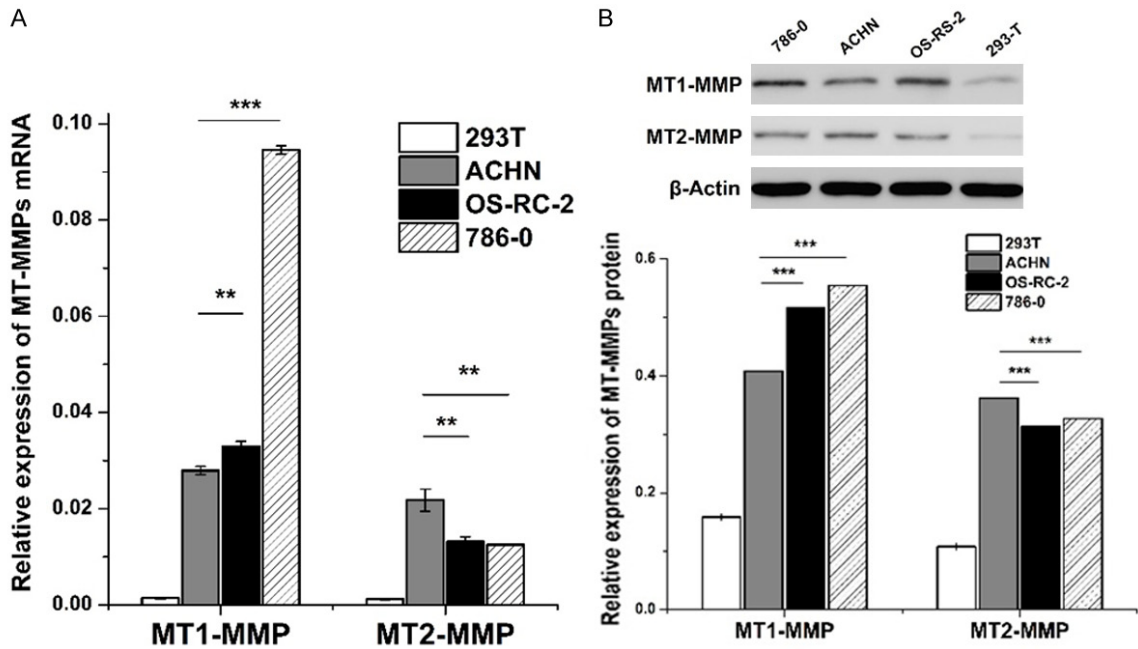 A
Relative expression of MT-MMPs mRNA
0.10
0.08
0.06
0.04
0.02
0.00
***
**
**
**
293T
ACHN
OS-RC-2
786-0
MT1-MMP
MT2-MMP
B
786-0
ACHN
OS-RS-2
293-T
MT1-MMP
MT2-MMP
β-Actin
Relative expression of MT-MMPs protein
0.6
0.4
0.2
0.0
***
***
***
***
293T
ACHN
OS-RC-2
786-0
MT1-MMP
MT2-MMP